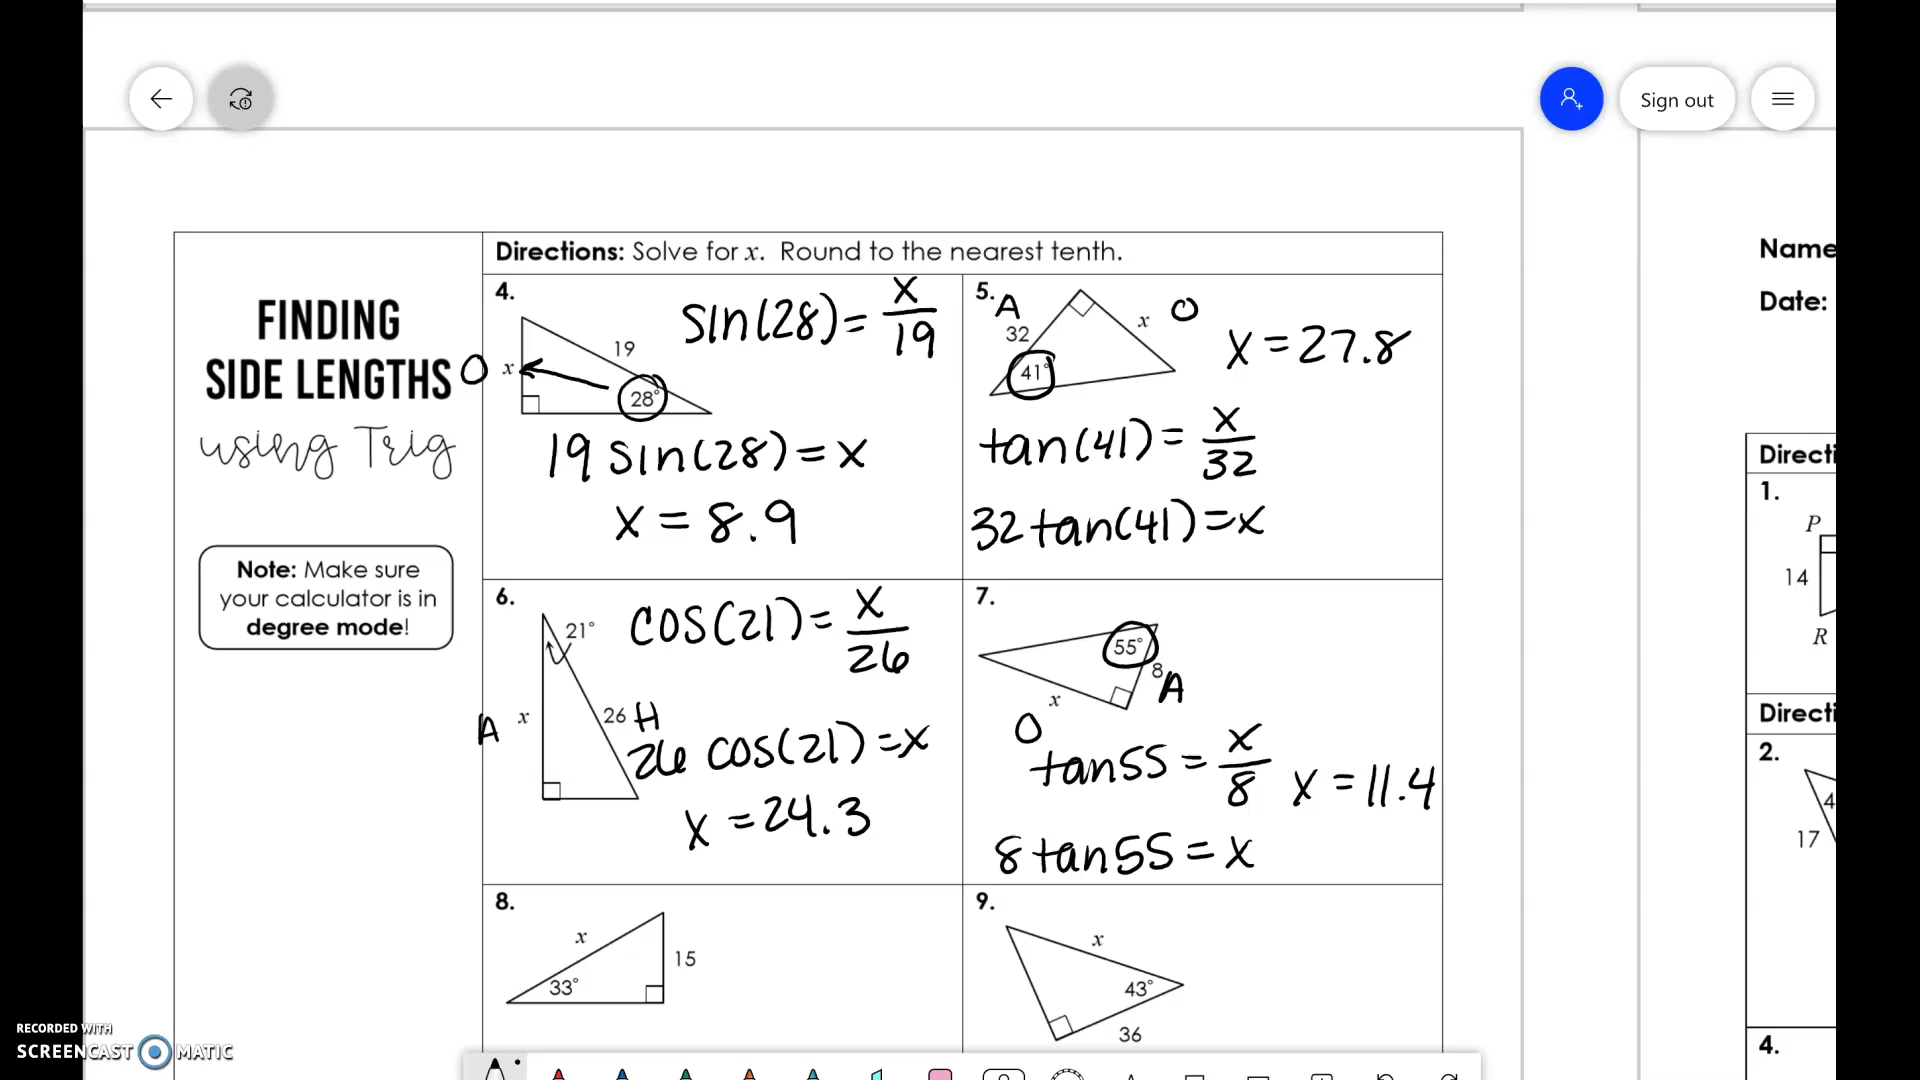 Sign out
Directions: Solve for x. Round to the nearest tenth.
FINDING
SIDE LENGTHS
using Trig
Note: Make sure
your calculator is in
degree mode!
4.
sin(28) = x/19
19
O x
28°
19 sin(28) = x
x = 8.9
5.
A
32
x O
41°
x = 27.8
tan(41) = x/32
32 tan(41) = x
6.
21°
cos(21) = x/26
A x
26 H
26 cos(21) = x
x = 24.3
7.
55°
8
A
x
O
tan55 = x/8
x = 11.4
8 tan55 = x
8.
x
15
33°
9.
x
43°
36
Name
Date:
Directi
1.
P
14
R
Directi
2.
4
17
4.
RECORDED WITH
SCREENCAST MATIC